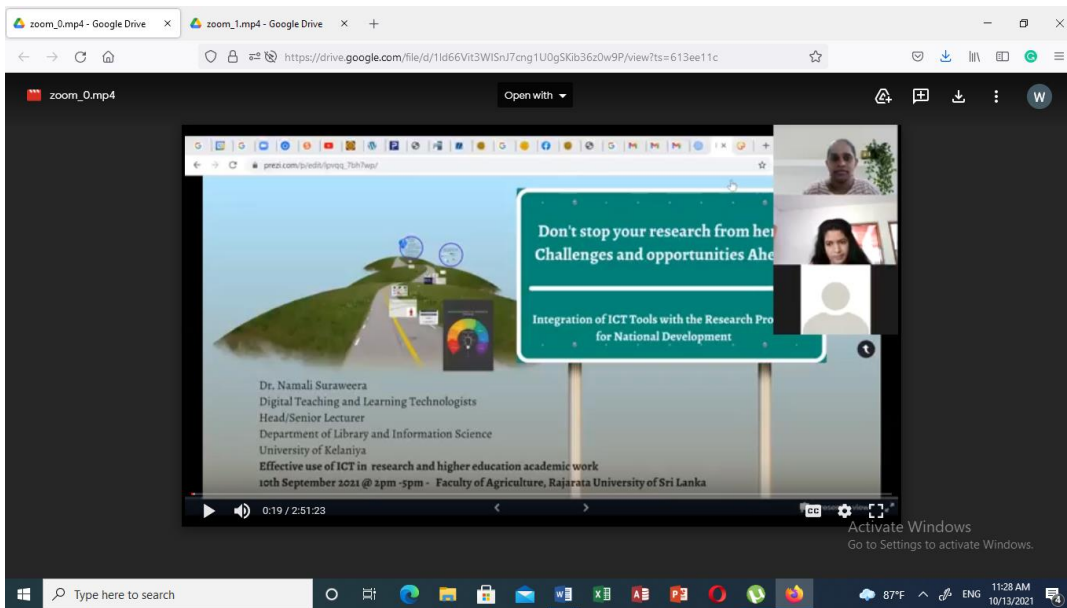 zoom_0.mp4 - Google Drive
zoom_1.mp4 - Google Drive
https://drive.google.com/file/d/1ld66Vit3WlSnJ7cng1U0gSKib36z0w9P/view?ts=613ee11c
zoom_0.mp4
Open with
W
prezi.com/p/edit/
Don't stop your research from her
Challenges and opportunities Ahe
Integration of ICT Tools with the Research Pro
for National Development
Dr. Namali Suraweera
Digital Teaching and Learning Technologists
Head/Senior Lecturer
Department of Library and Information Science
University of Kelaniya
Effective use of ICT in research and higher education academic work
10th September 2021 @ 2pm -5pm - Faculty of Agriculture, Rajarata University of Sri Lanka
0:19 / 2:51:23
CC
Activate Windows
Go to Settings to activate Windows.
Type here to search
87°F
ENG
11:28 AM
10/13/2021
4